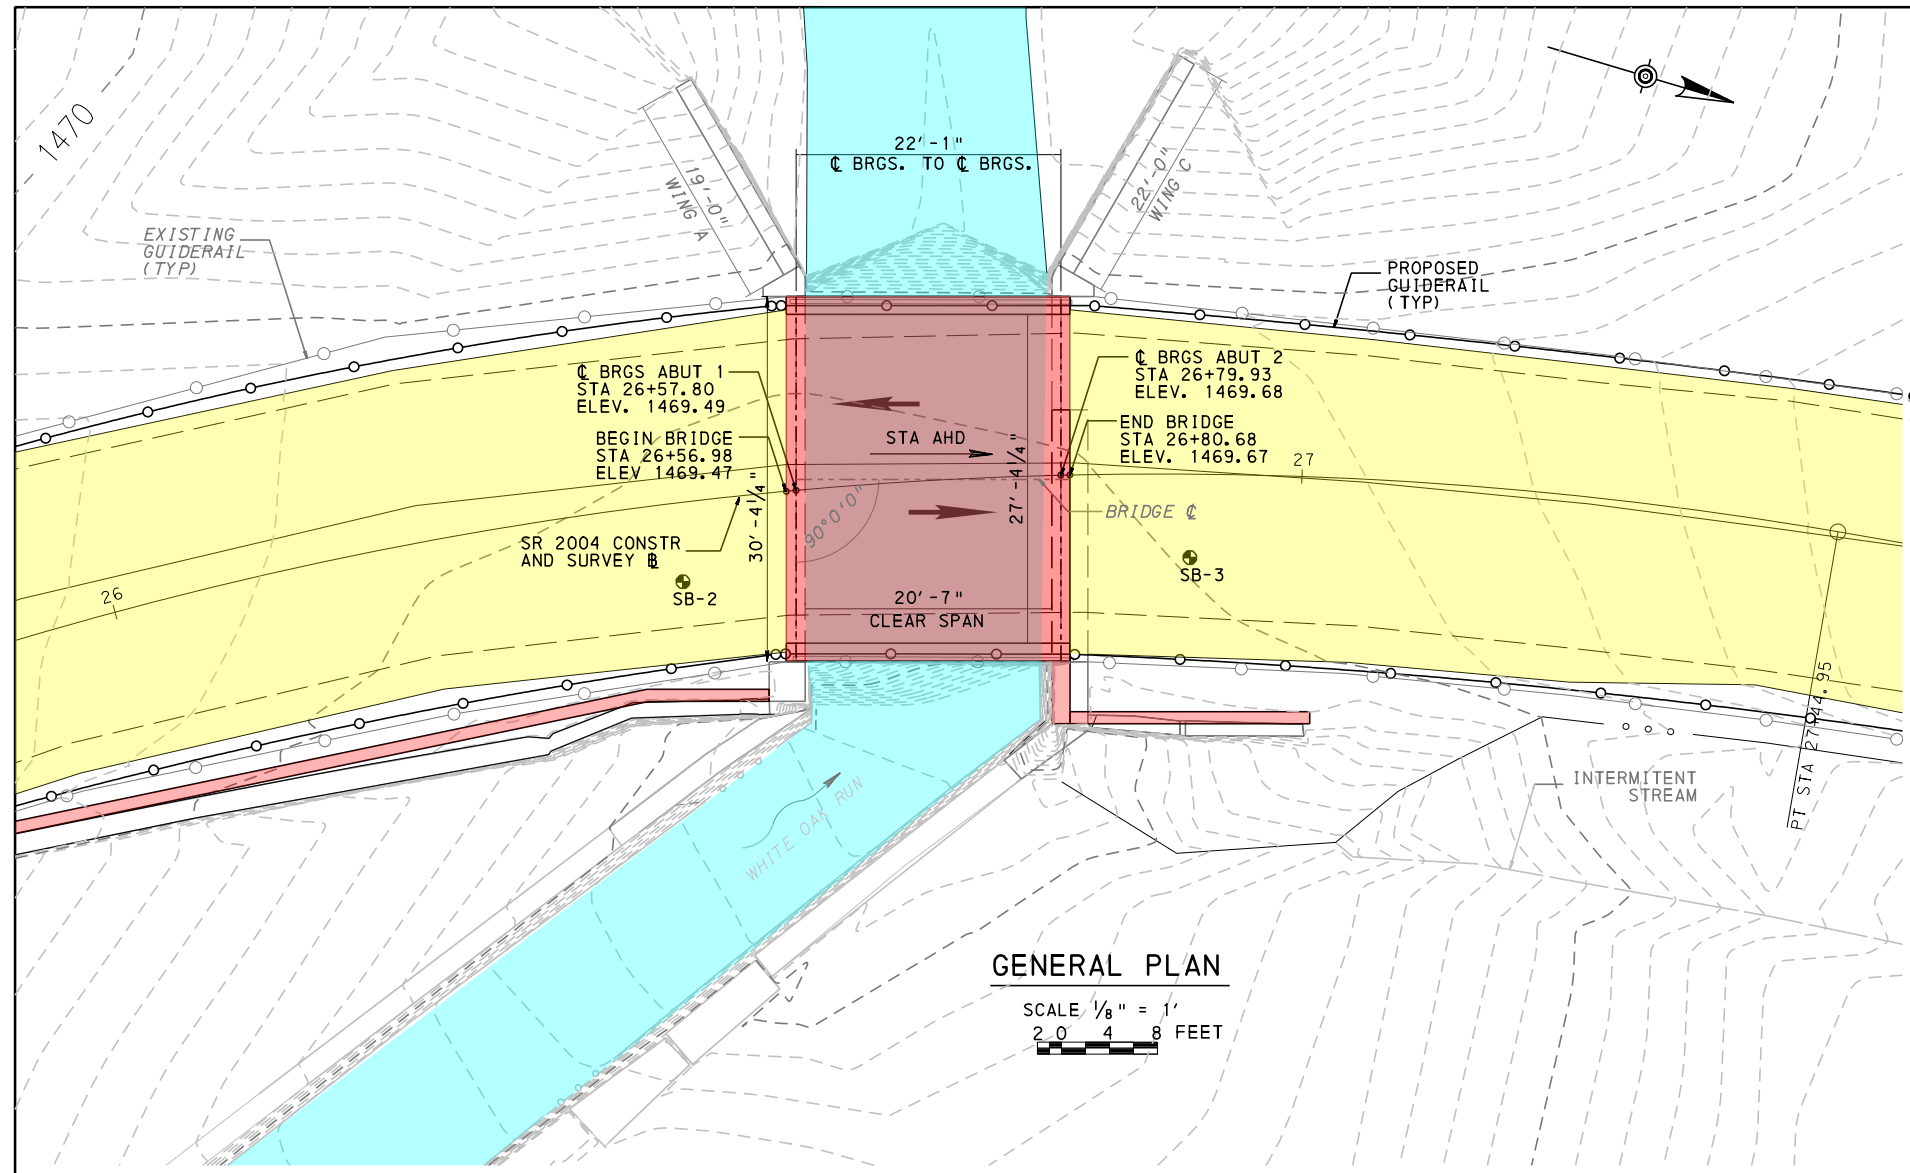 1470
22'-1"
℄ BRGS. TO ℄ BRGS.
19'-0"
WING A
22'-0"
WING C
EXISTING
GUIDERAIL
(TYP)
PROPOSED
GUIDERAIL
(TYP)
℄ BRGS ABUT 1
STA 26+57.80
ELEV. 1469.49
℄ BRGS ABUT 2
STA 26+79.93
ELEV. 1469.68
BEGIN BRIDGE
STA 26+56.98
ELEV 1469.47
STA AHD
END BRIDGE
STA 26+80.68
ELEV. 1469.67
27
30'-4¼"
27'-4¼"
90°0'0"
BRIDGE ℄
SR 2004 CONSTR
AND SURVEY B
26
SB-2
SB-3
20'-7"
CLEAR SPAN
WHITE OAK RUN
INTERMITENT
STREAM
PT STA 27+44.95
GENERAL PLAN
SCALE ⅛" = 1'
2 0 4 8 FEET